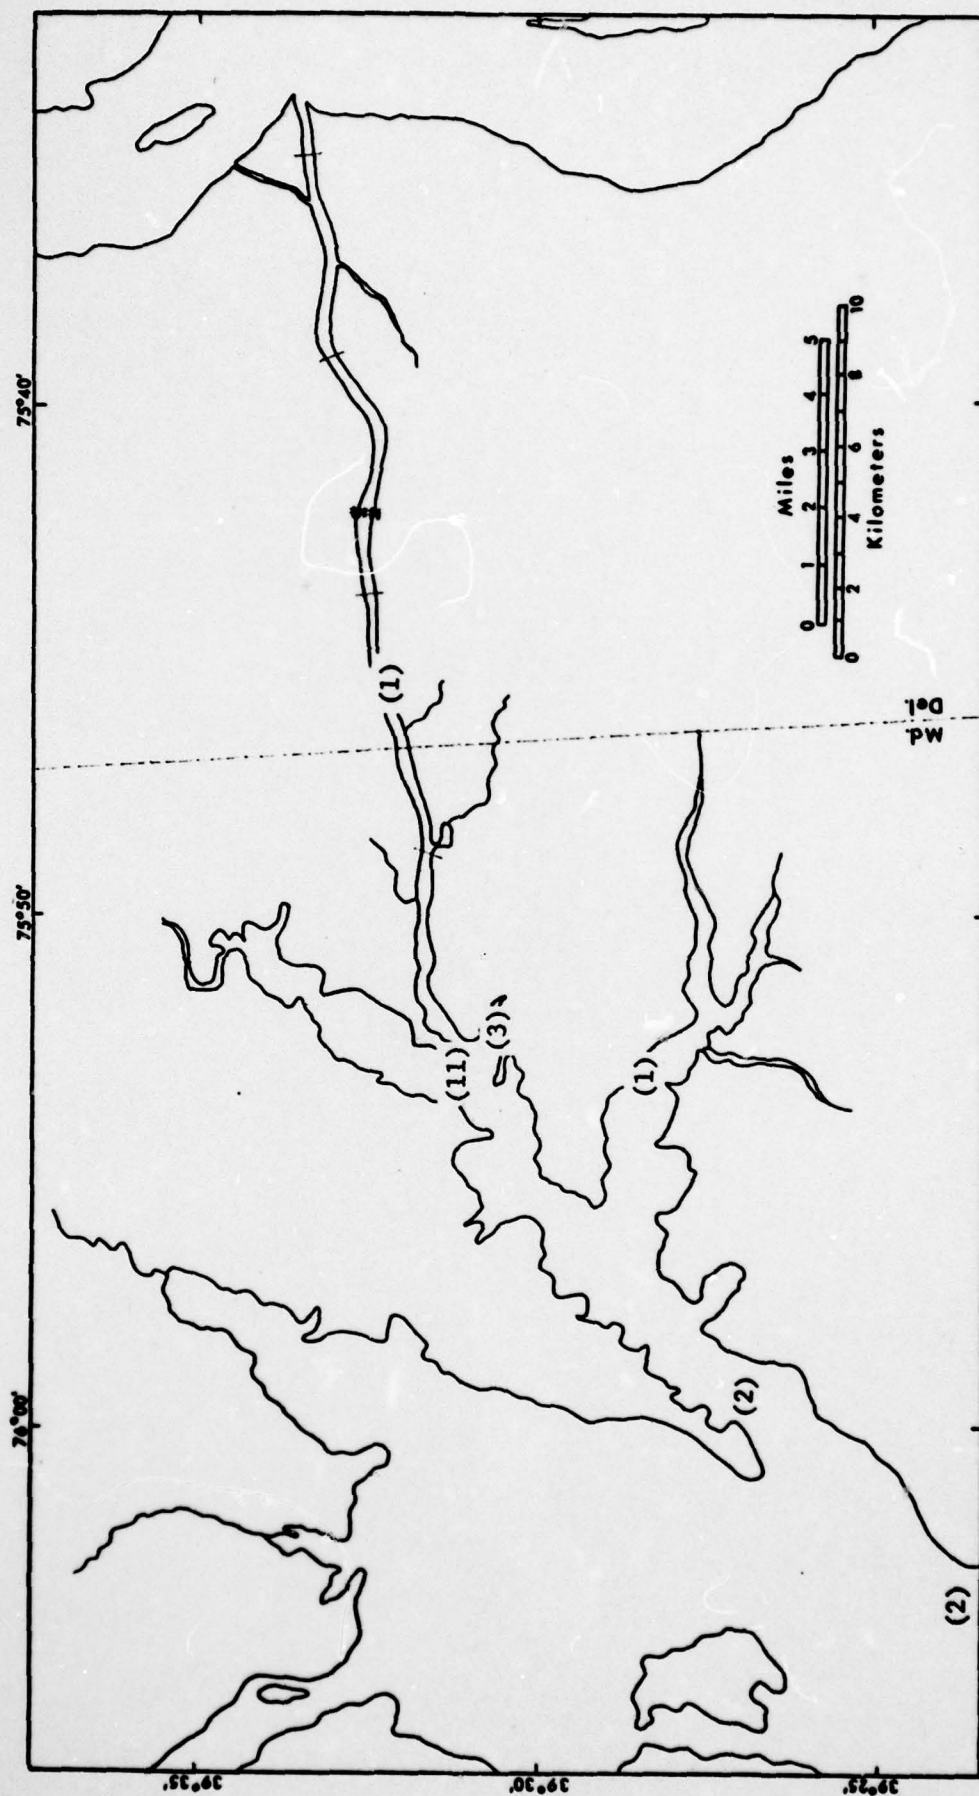 76°00'
75°50'
75°40'
39°35'
39°30'
39°25'
(1)
(11)
(3)
(1)
(2)
(2)
Md.
Del.
Miles
0 1 2 3 4 5
0 2 4 6 8 10
Kilometers